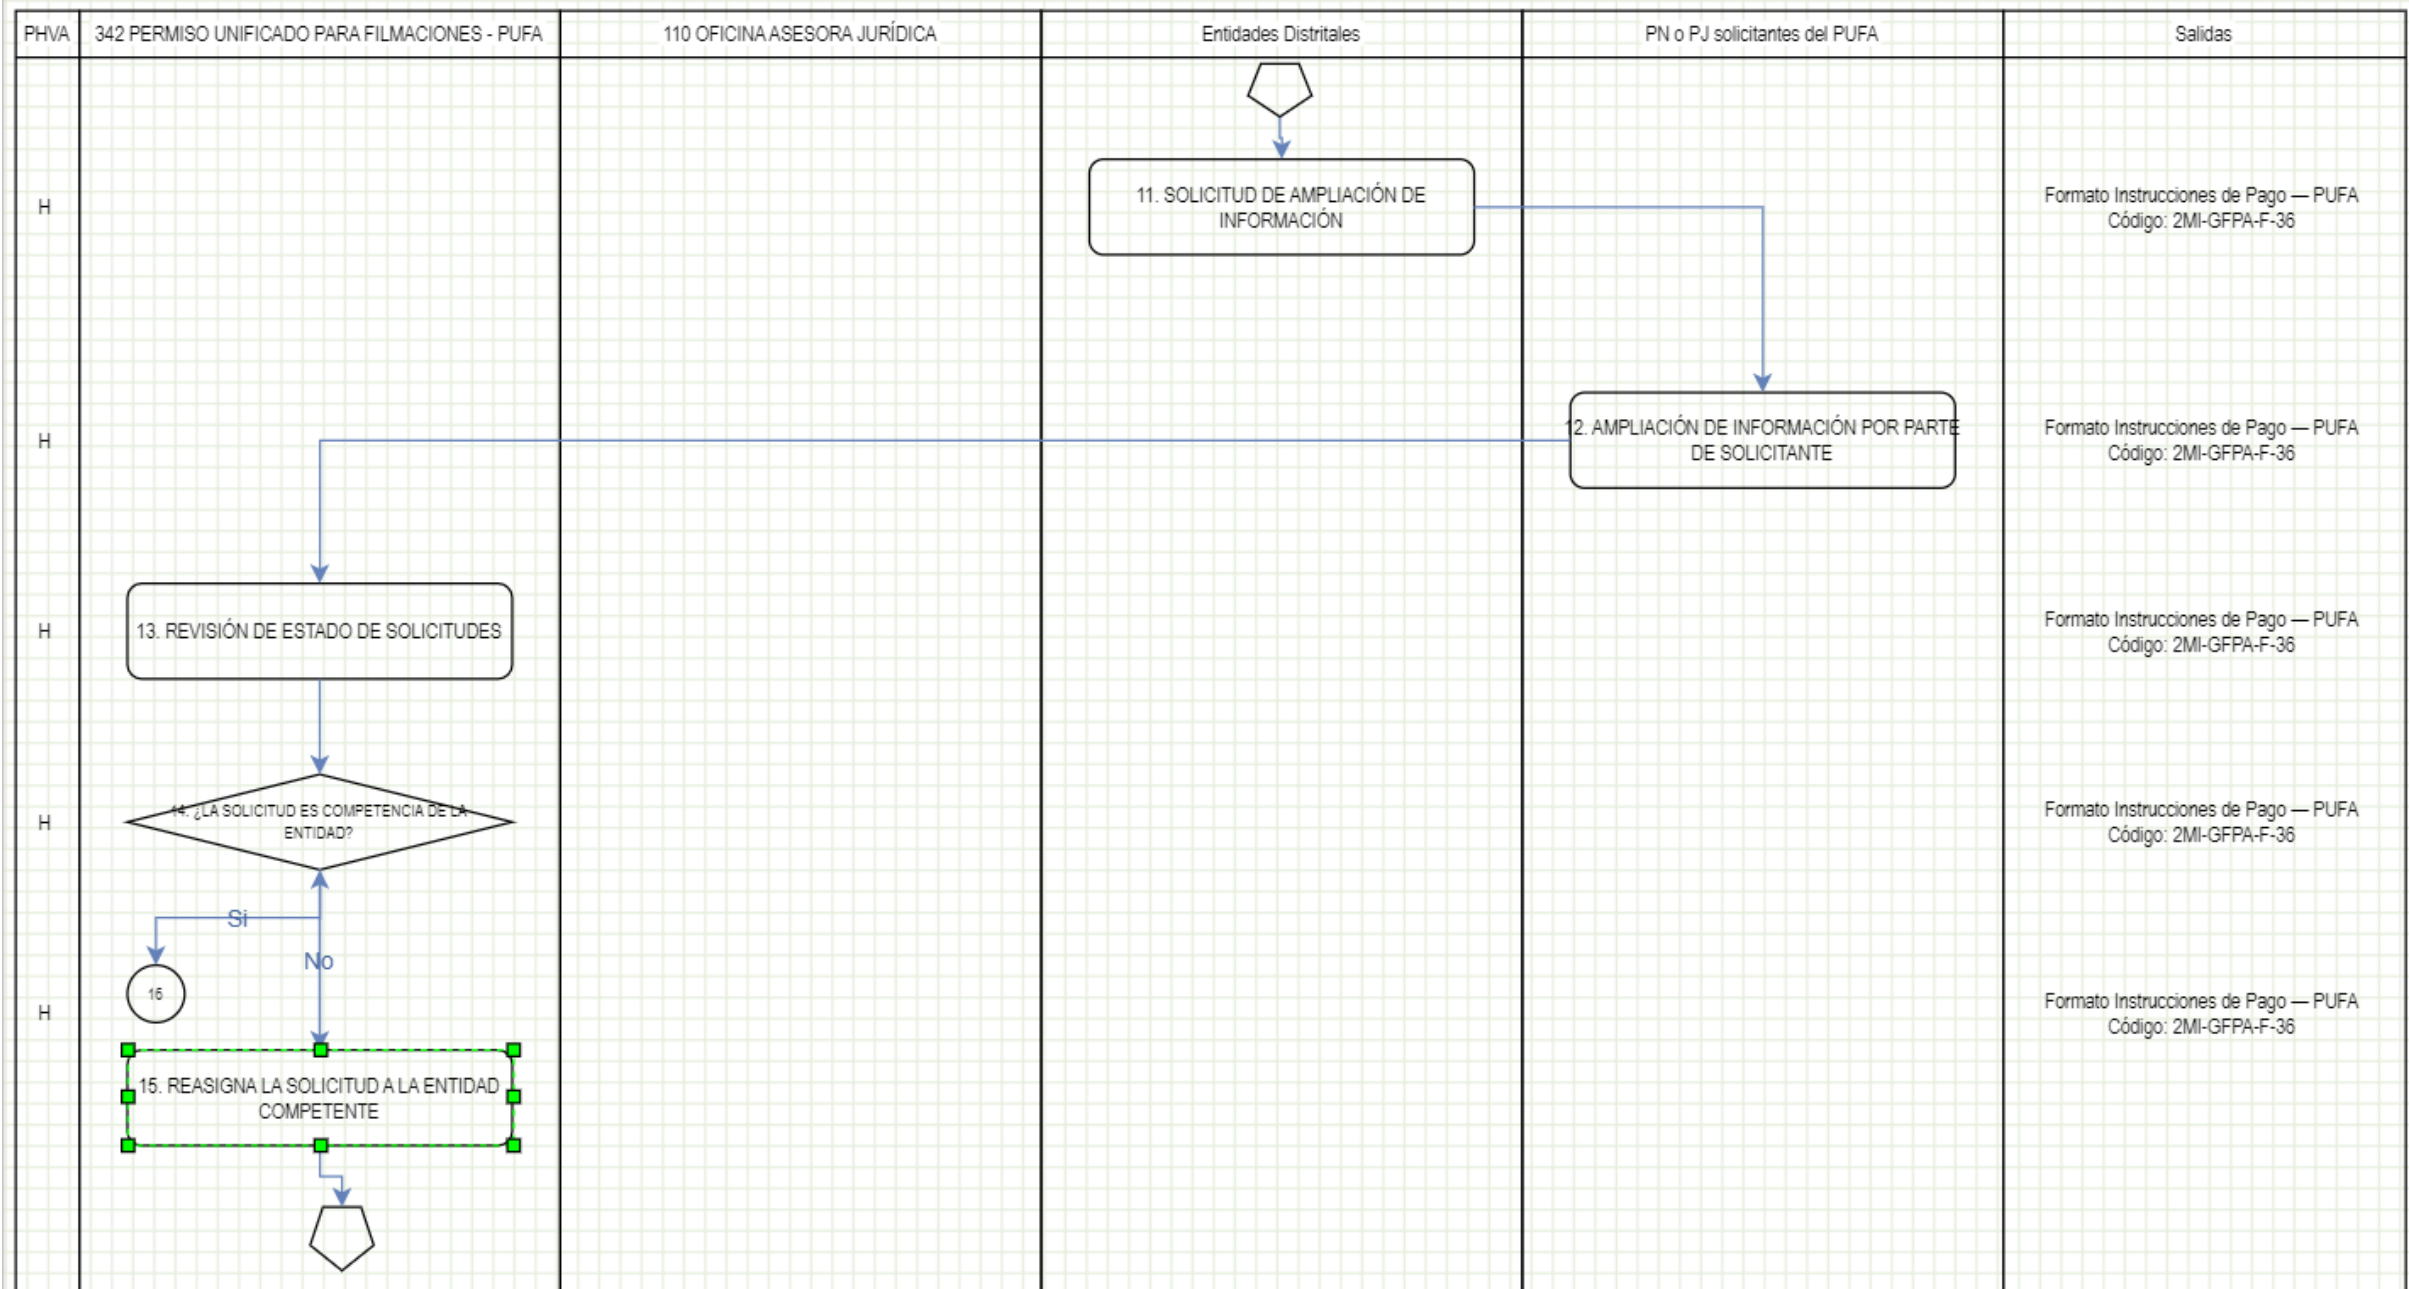 PHVA
342 PERMISO UNIFICADO PARA FILMACIONES - PUFA
110 OFICINA ASESORA JURÍDICA
Entidades Distritales
PN o PJ solicitantes del PUFA
Salidas
H
11. SOLICITUD DE AMPLIACIÓN DE
INFORMACIÓN
Formato Instrucciones de Pago — PUFA
Código: 2MI-GFPA-F-36
H
12. AMPLIACIÓN DE INFORMACIÓN POR PARTE
DE SOLICITANTE
Formato Instrucciones de Pago — PUFA
Código: 2MI-GFPA-F-36
H
13. REVISIÓN DE ESTADO DE SOLICITUDES
Formato Instrucciones de Pago — PUFA
Código: 2MI-GFPA-F-36
H
14. ¿LA SOLICITUD ES COMPETENCIA DE LA
ENTIDAD?
Formato Instrucciones de Pago — PUFA
Código: 2MI-GFPA-F-36
Si
No
16
H
Formato Instrucciones de Pago — PUFA
Código: 2MI-GFPA-F-36
15. REASIGNA LA SOLICITUD A LA ENTIDAD
COMPETENTE